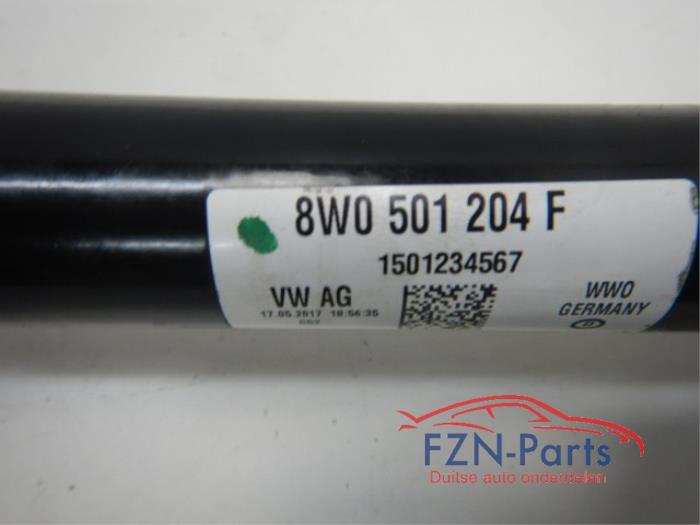 8W0 501 204 F
1501234567
VW AG
17.05.2017 18:56:35
WWO
GERMANY
FZN-Parts
Duitse auto onderdelen